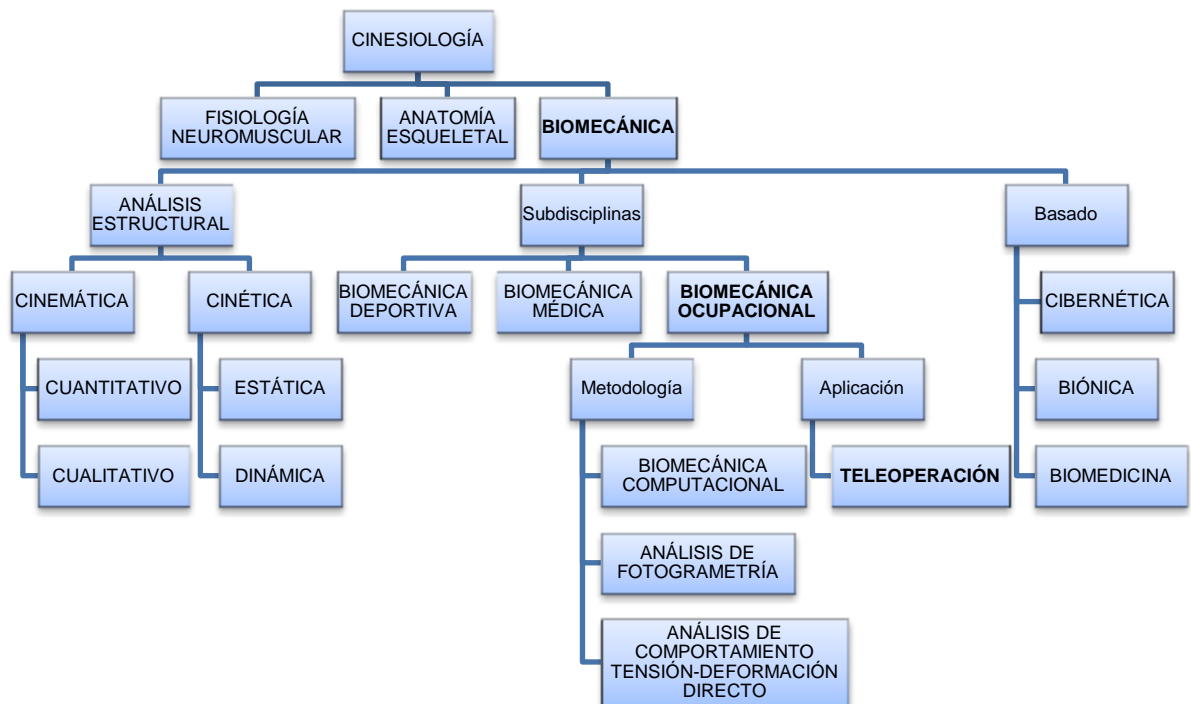 CINESIOLOGÍA
FISIOLOGÍA
NEUROMUSCULAR
ANATOMÍA
ESQUELETAL
BIOMECÁNICA
ANÁLISIS
ESTRUCTURAL
Subdisciplinas
Basado
CINEMÁTICA
CINÉTICA
BIOMECÁNICA
DEPORTIVA
BIOMECÁNICA
MÉDICA
BIOMECÁNICA
OCUPACIONAL
CIBERNÉTICA
CUANTITATIVO
ESTÁTICA
Metodología
Aplicación
BIÓNICA
CUALITATIVO
DINÁMICA
BIOMECÁNICA
COMPUTACIONAL
TELEOPERACIÓN
BIOMEDICINA
ANÁLISIS DE
FOTOGRAMETRÍA
ANÁLISIS DE
COMPORTAMIENTO
TENSIÓN-DEFORMACIÓN
DIRECTO